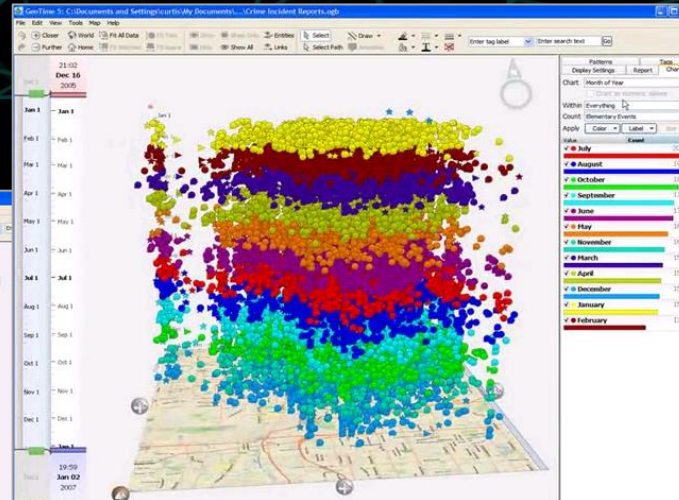 GeoTime 5: C:\Documents and Settings\curtis\My Documents\...\Crime Incident Reports.ogb
File Edit View Tools Map Help
Closer World Fit All Data Entities Select Draw
Further Home Show All Links Select Path
Enter tag label Enter search text Go
21:02
Dec 16
2005
Jan 1 Jan 1
Feb 1 Feb 1
Mar 1 Mar 1
Apr 1 Apr 1
May 1 May 1
Jun 1 Jun 1
Jul 1 Jul 1
Aug 1 Aug 1
Sep 1 Sep 1
Oct 1 Oct 1
Nov 1 Nov 1
Dec 1 Dec 1
19:59
Jan 02
2007
Jan 1
Patterns Tags
Display Settings Report
Chart Month of Year
Within Everything
Count Elementary Events
Apply Color Label
Value Count
July
August
October
September
June
May
November
March
April
December
January
February